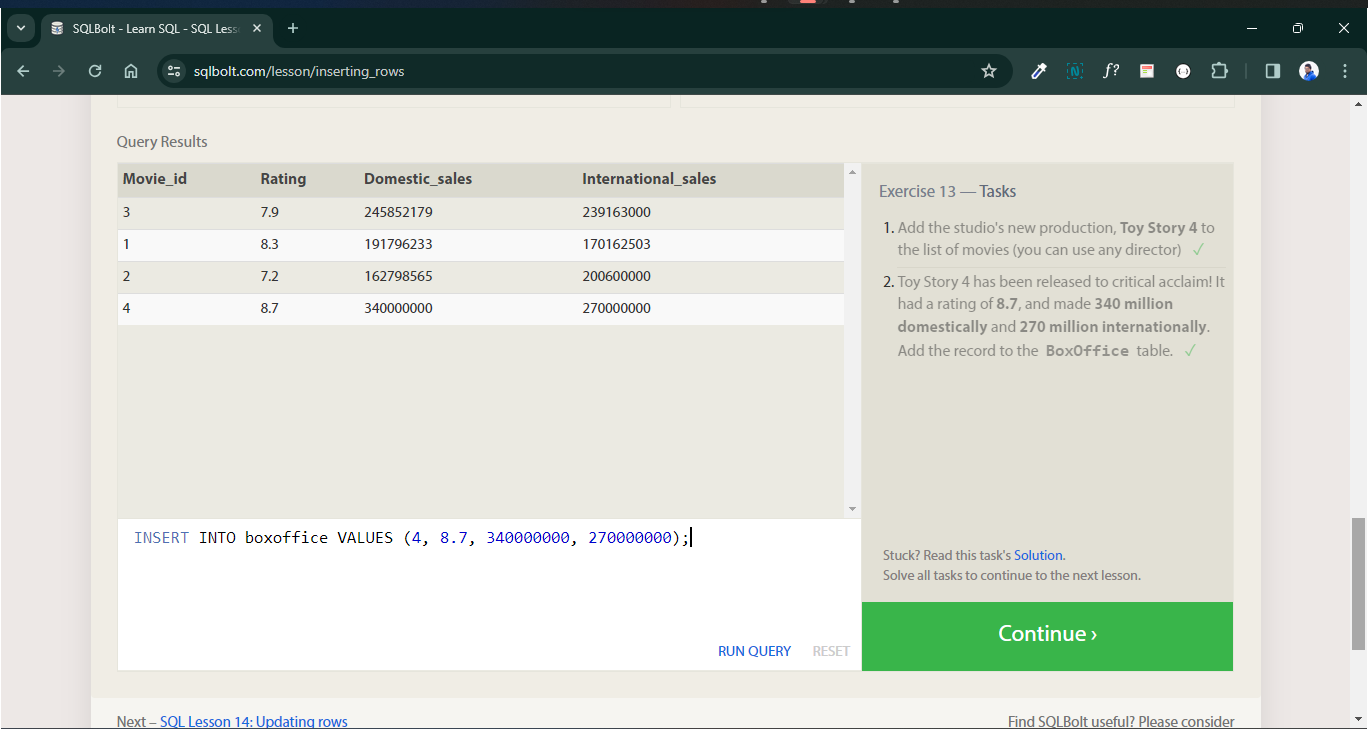 SQLBolt - Learn SQL - SQL Less
sqlbolt.com/lesson/inserting_rows
f?
N
Query Results
Movie_id Rating Domestic_sales International_sales
3 7.9 245852179 239163000
1 8.3 191796233 170162503
2 7.2 162798565 200600000
4 8.7 340000000 270000000
INSERT INTO boxoffice VALUES (4, 8.7, 340000000, 270000000);
RUN QUERY RESET
Exercise 13 — Tasks
1. Add the studio's new production, Toy Story 4 to
the list of movies (you can use any director) ✓
2. Toy Story 4 has been released to critical acclaim! It
had a rating of 8.7, and made 340 million
domestically and 270 million internationally.
Add the record to the BoxOffice table. ✓
Stuck? Read this task's Solution.
Solve all tasks to continue to the next lesson.
Continue ›
Next – SQL Lesson 14: Updating rows
Find SQLBolt useful? Please consider